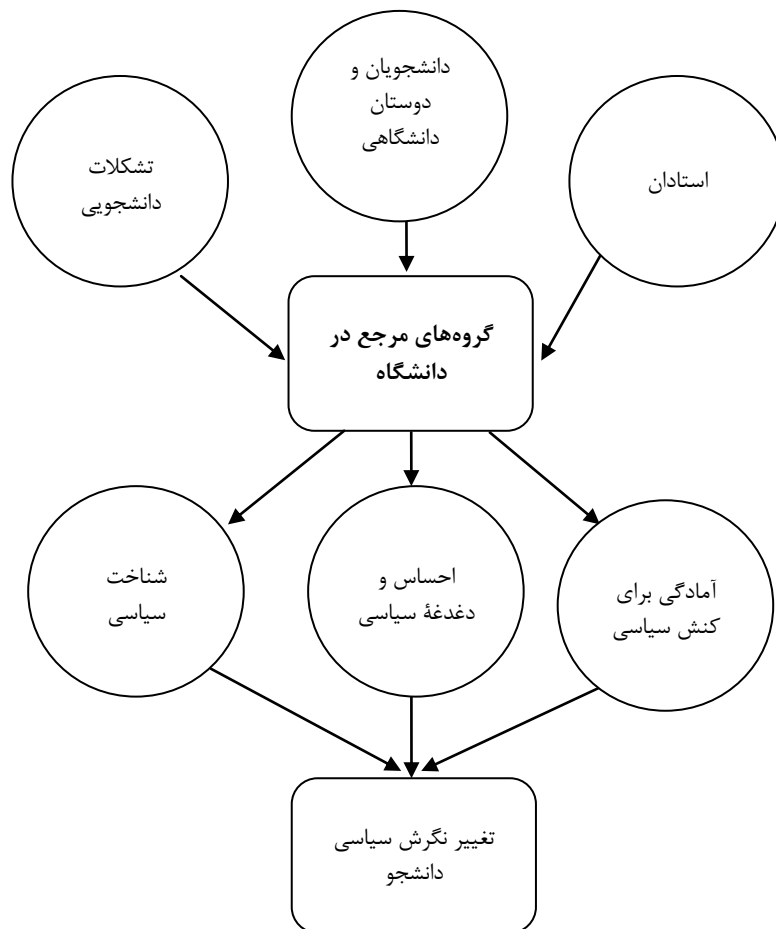 دانشجویان و
دوستان
دانشگاهی
استادان
تشکلات
دانشجویی
گروه‌های مرجع در
دانشگاه
آمادگی برای
کنش سیاسی
احساس و
دغدغهٔ سیاسی
شناخت
سیاسی
تغییر نگرش سیاسی
دانشجو